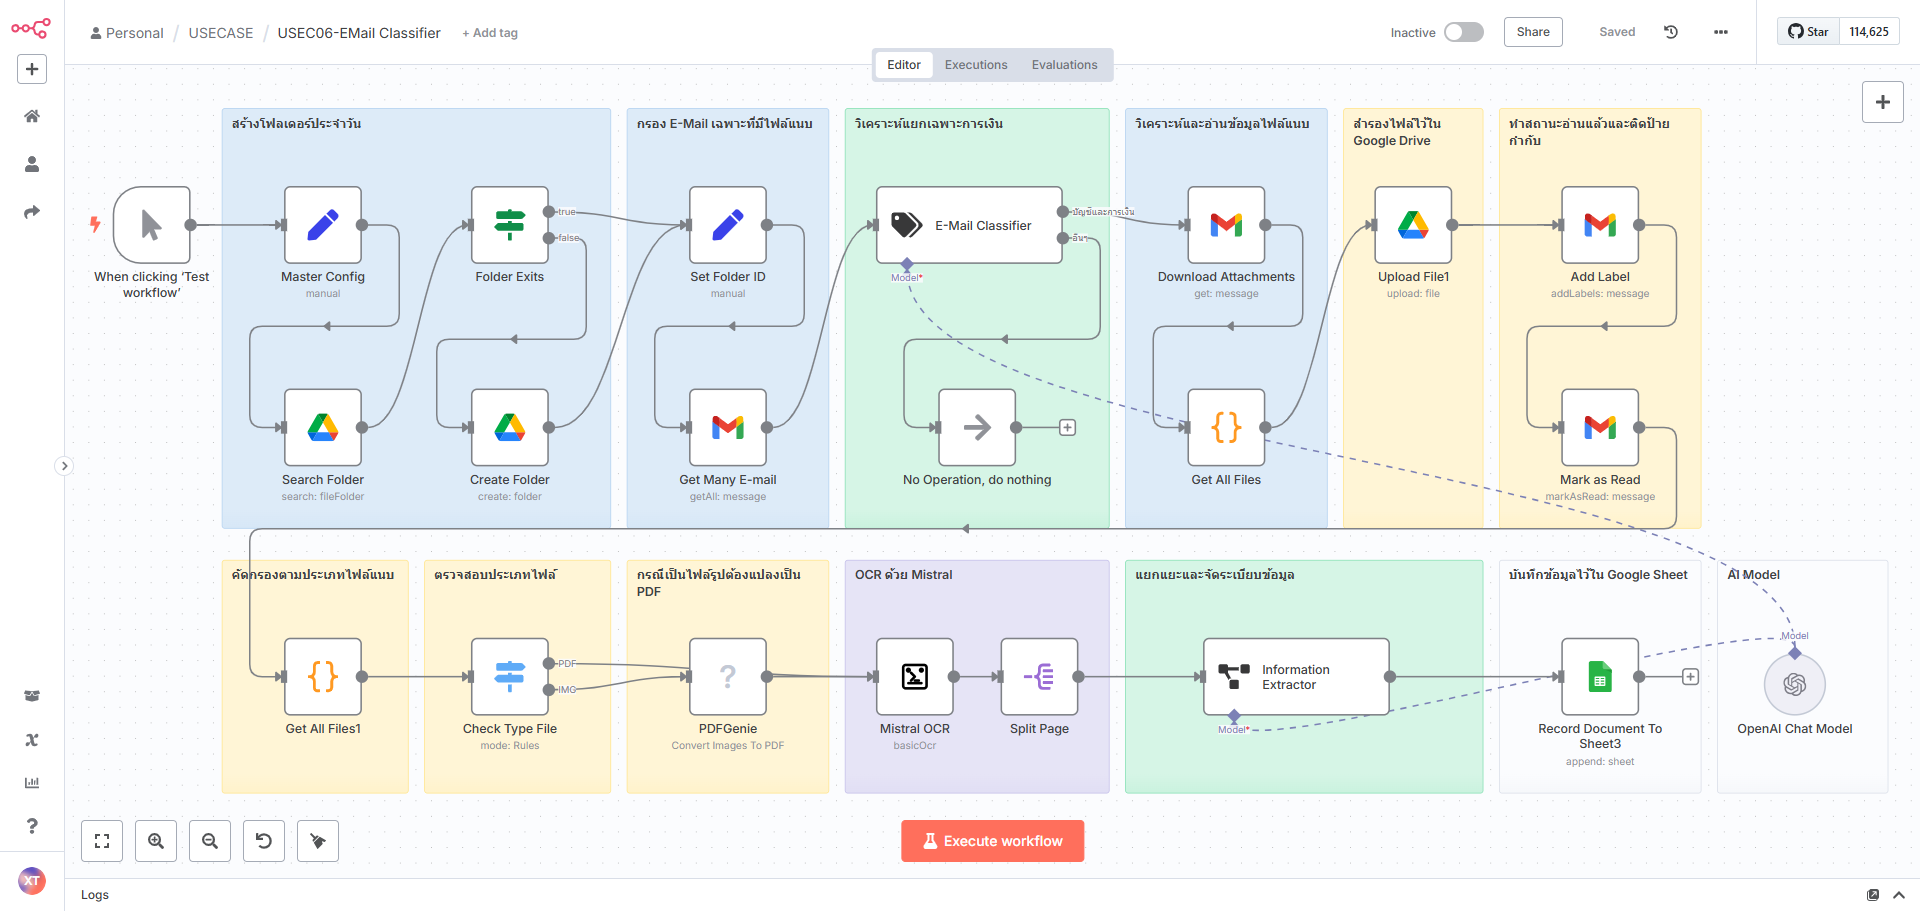 Personal / USECASE / USEC06-EMail Classifier + Add tag
Inactive Share Saved
Star 114,625
Editor Executions Evaluations
สร้างโฟลเดอร์ประจำวัน
กรอง E-Mail เฉพาะที่มีไฟล์แนบ
วิเคราะห์แยกเฉพาะการเงิน
วิเคราะห์และอ่านข้อมูลไฟล์แนบ
สำรองไฟล์ไว้ใน
Google Drive
ทำสถานะอ่านแล้วและติดป้าย
กำกับ
When clicking ‘Test
workflow’
Master Config
manual
true
false
Folder Exits
Set Folder ID
manual
E-Mail Classifier
บัญชีและการเงิน
อื่นๆ
Model*
Download Attachments
get: message
Upload File1
upload: file
Add Label
addLabels: message
Search Folder
search: fileFolder
Create Folder
create: folder
Get Many E-mail
getAll: message
No Operation, do nothing
Get All Files
Mark as Read
markAsRead: message
คัดกรองตามประเภทไฟล์แนบ
ตรวจสอบประเภทไฟล์
กรณีเป็นไฟล์รูปต้องแปลงเป็น
PDF
OCR ด้วย Mistral
แยกแยะและจัดระเบียบข้อมูล
บันทึกข้อมูลไว้ใน Google Sheet
AI Model
Get All Files1
PDF
IMG
Check Type File
mode: Rules
?
PDFGenie
Convert Images To PDF
Mistral OCR
basicOcr
Split Page
Information
Extractor
Model*
Record Document To
Sheet3
append: sheet
Model
OpenAI Chat Model
Execute workflow
XT
Logs